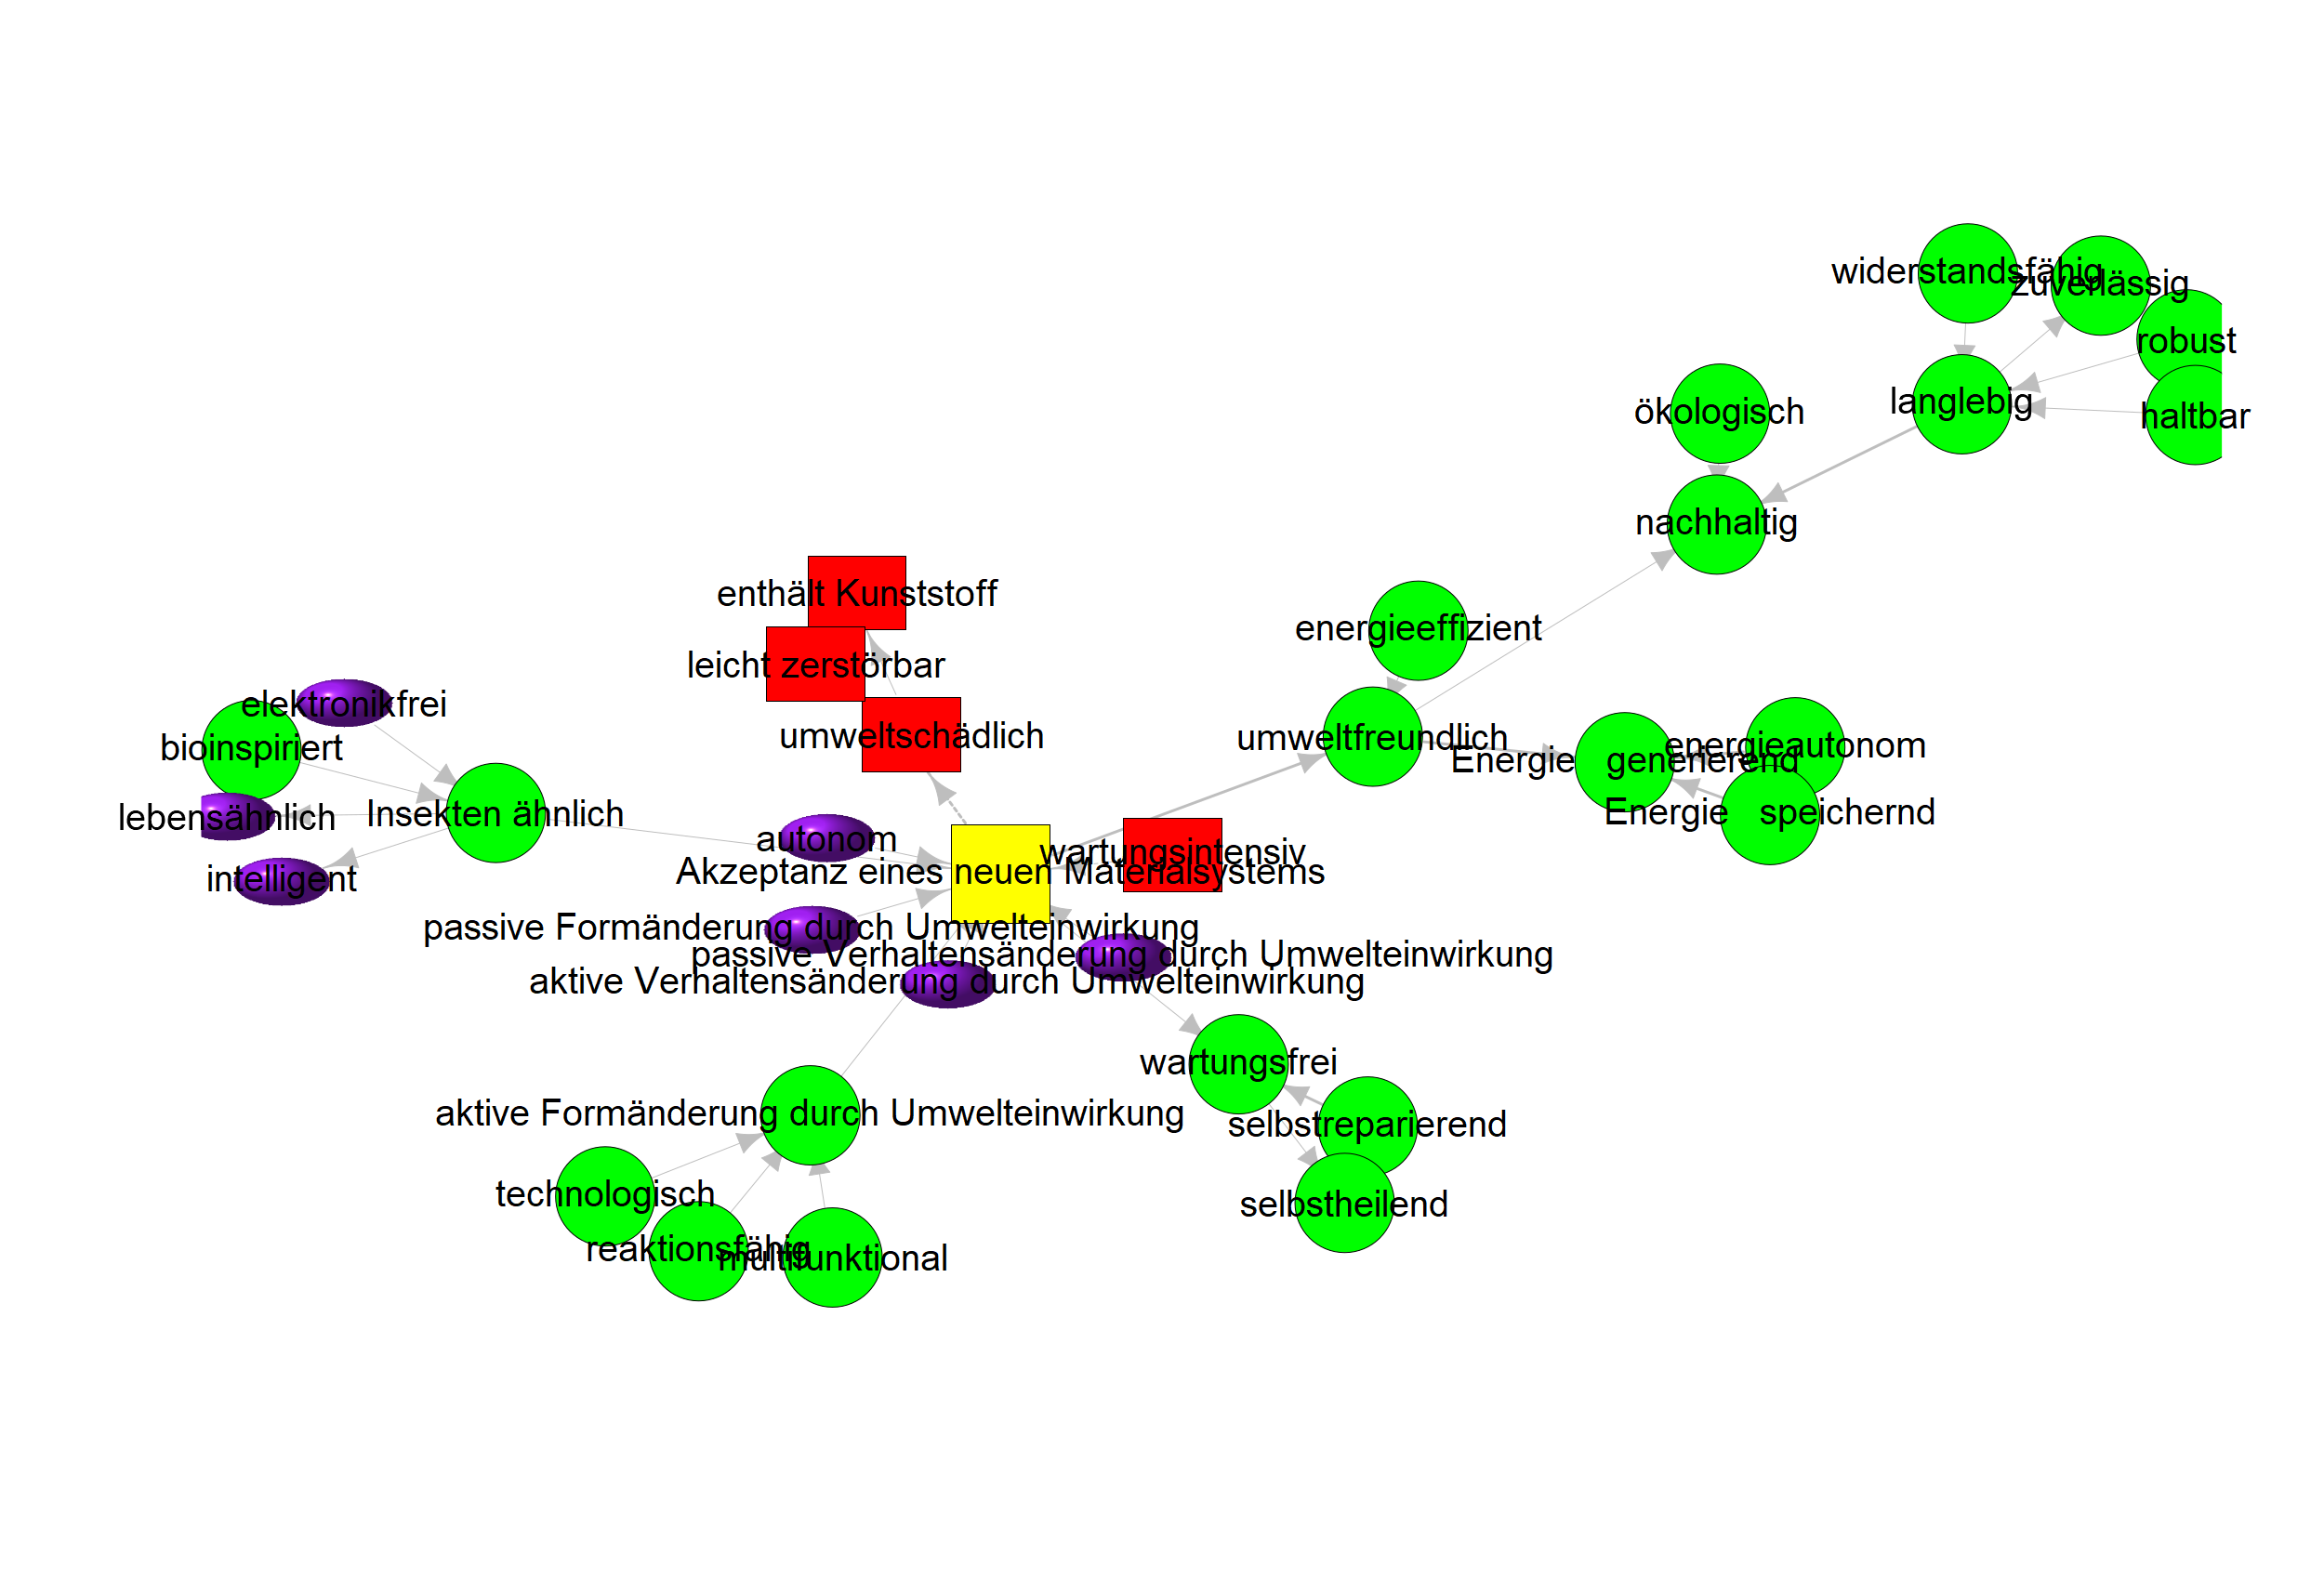 widerstandsfähig
zuverlässig
robust
ökologisch
langlebig
haltbar
nachhaltig
enthält Kunststoff
energieeffizient
leicht zerstörbar
elektronikfrei
umweltschädlich
umweltfreundlich
bioinspiriert
energieautonom
Energie generierend
lebensähnlich
Insekten ähnlich
Energie speichernd
autonom
wartungsintensiv
Akzeptanz eines neuen Materialsystems
intelligent
passive Formänderung durch Umwelteinwirkung
passive Verhaltensänderung durch Umwelteinwirkung
aktive Verhaltensänderung durch Umwelteinwirkung
wartungsfrei
aktive Formänderung durch Umwelteinwirkung
selbstreparierend
technologisch
selbstheilend
reaktionsfähig
multifunktional